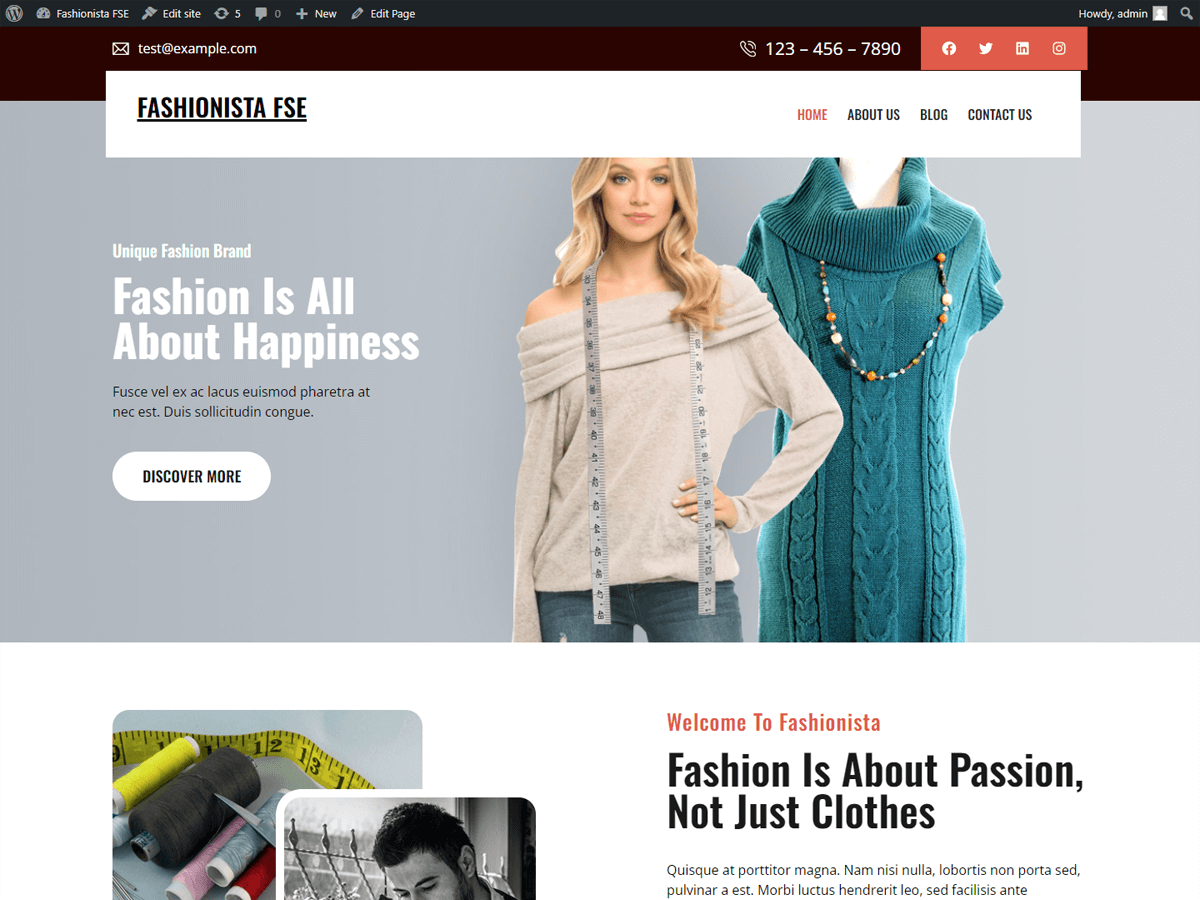 Fashionista FSE Edit site 5 0 New Edit Page Howdy, admin
test@example.com 123 – 456 – 7890
FASHIONISTA FSE
HOME ABOUT US BLOG CONTACT US
Unique Fashion Brand
Fashion Is All
About Happiness
Fusce vel ex ac lacus euismod pharetra at
nec est. Duis sollicitudin congue.
DISCOVER MORE
Welcome To Fashionista
Fashion Is About Passion,
Not Just Clothes
Quisque at porttitor magna. Nam nisi nulla, lobortis non porta sed,
pulvinar a est. Morbi luctus hendrerit leo, sed facilisis ante